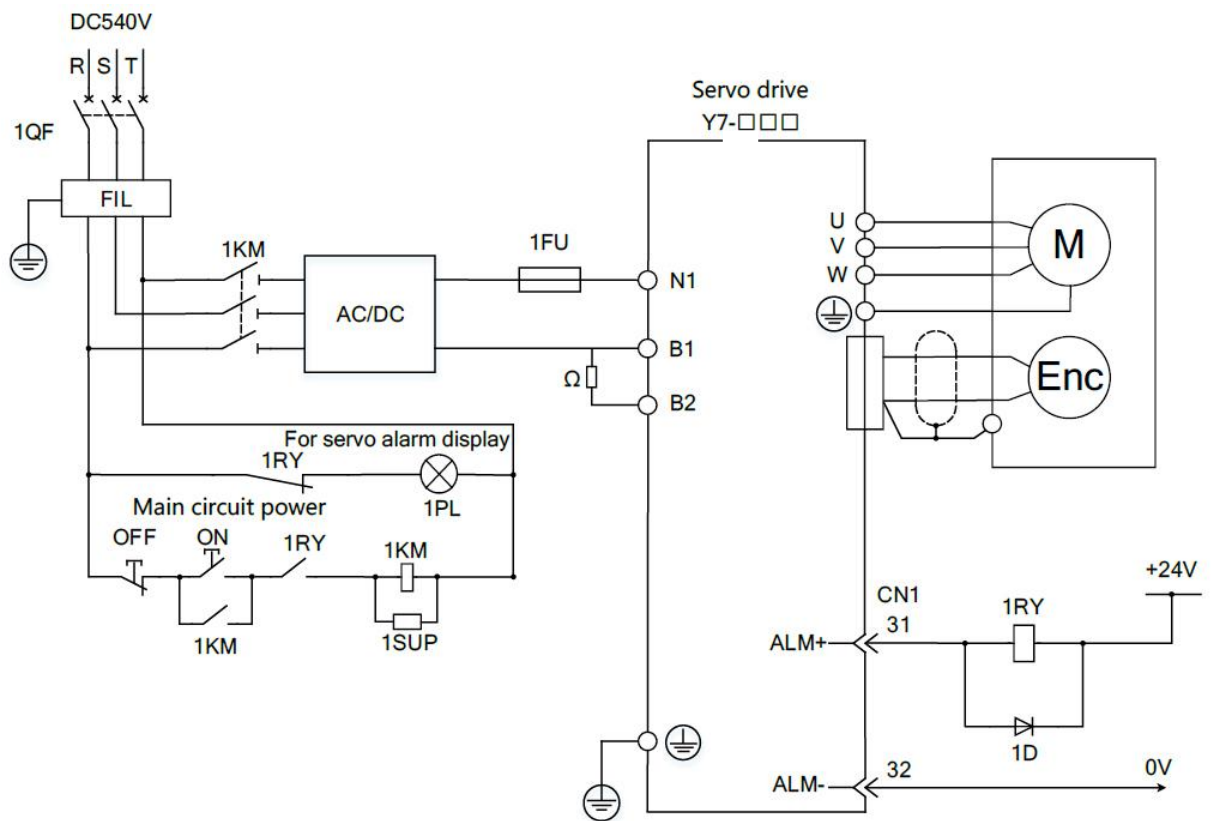 DC540V
R S T
1QF
FIL
1KM
AC/DC
1FU
Servo drive
Y7-□□□
N1
B1
Ω
B2
U
V
W
M
Enc
For servo alarm display
1RY
1PL
Main circuit power
OFF
ON
1RY
1KM
1KM
1SUP
CN1
ALM+
31
1RY
+24V
1D
ALM-
32
0V